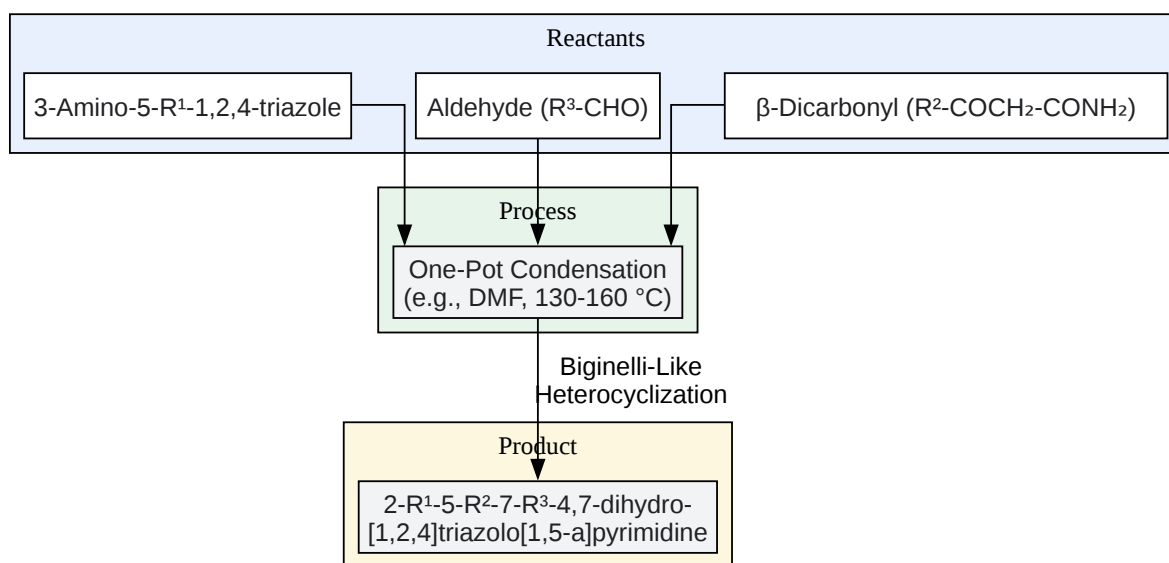 Reactants
3-Amino-5-R¹-1,2,4-triazole
Aldehyde (R³-CHO)
β-Dicarbonyl (R²-COCH₂-CONH₂)
Process
One-Pot Condensation
(e.g., DMF, 130-160 °C)
Biginelli-Like
Heterocyclization
Product
2-R¹-5-R²-7-R³-4,7-dihydro-
[1,2,4]triazolo[1,5-a]pyrimidine